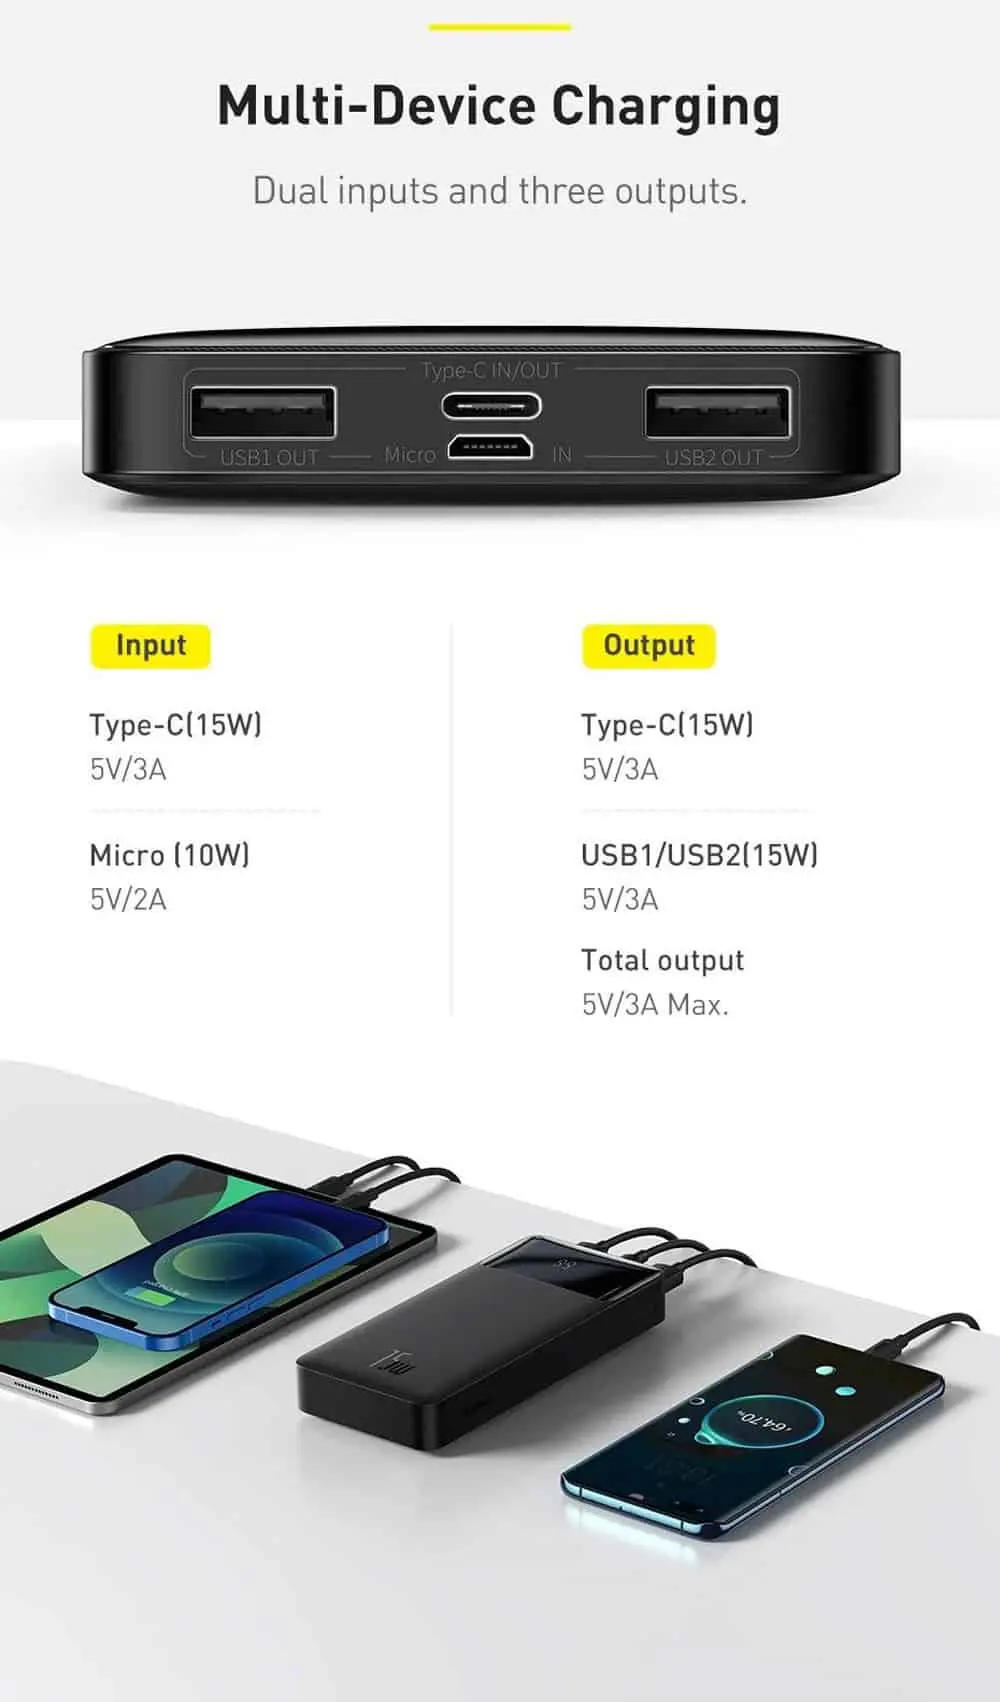 Multi-Device Charging
Dual inputs and three outputs.
Type-C IN/OUT
USB1 OUT
Micro
IN
USB2 OUT
Input
Type-C(15W)
5V/3A
Micro (10W)
5V/2A
Output
Type-C(15W)
5V/3A
USB1/USB2(15W)
5V/3A
Total output
5V/3A Max.
15W
64.70%